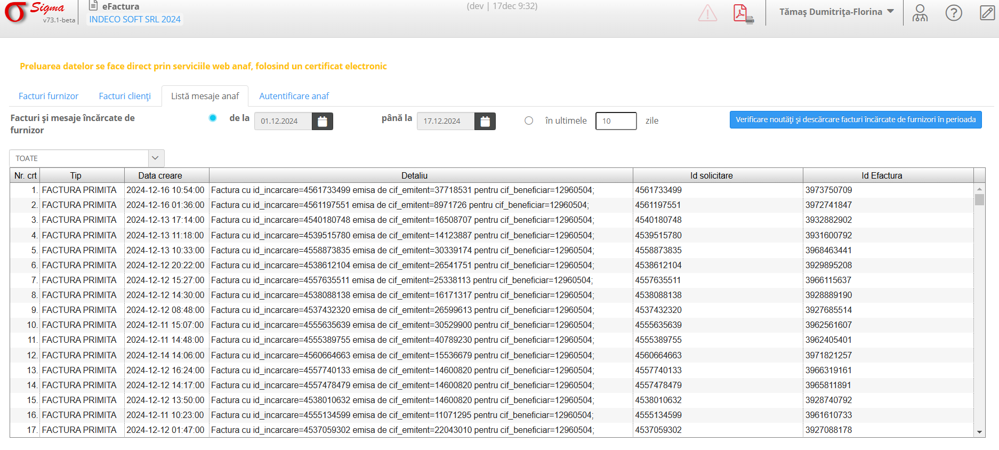 Sigma
v73.1-beta
eFactura
INDECO SOFT SRL 2024
(dev | 17dec 9:32)
Tămaș Dumitrița-Florina
Preluarea datelor se face direct prin serviciile web anaf, folosind un certificat electronic
Facturi furnizor Facturi clienți Listă mesaje anaf Autentificare anaf
Facturi și mesaje încărcate de furnizor
de la 01.12.2024 până la 17.12.2024 în ultimele 10 zile
Verificare noutăți și descărcare facturi încărcate de furnizori în perioada
TOATE
Nr. crt Tip Data creare Detaliu Id solicitare Id Efactura
1. FACTURA PRIMITA 2024-12-16 10:54:00 Factura cu id_incarcare=4561733499 emisa de cif_emitent=37718531 pentru cif_beneficiar=12960504; 4561733499 3973750709
2. FACTURA PRIMITA 2024-12-16 01:36:00 Factura cu id_incarcare=4561197551 emisa de cif_emitent=8971726 pentru cif_beneficiar=12960504; 4561197551 3972741847
3. FACTURA PRIMITA 2024-12-13 17:14:00 Factura cu id_incarcare=4540180748 emisa de cif_emitent=16508707 pentru cif_beneficiar=12960504; 4540180748 3932882902
4. FACTURA PRIMITA 2024-12-13 11:18:00 Factura cu id_incarcare=4539515780 emisa de cif_emitent=14123887 pentru cif_beneficiar=12960504; 4539515780 3931600792
5. FACTURA PRIMITA 2024-12-13 10:33:00 Factura cu id_incarcare=4558873835 emisa de cif_emitent=30339174 pentru cif_beneficiar=12960504; 4558873835 3968463441
6. FACTURA PRIMITA 2024-12-12 20:22:00 Factura cu id_incarcare=4538612104 emisa de cif_emitent=26541751 pentru cif_beneficiar=12960504; 4538612104 3929895208
7. FACTURA PRIMITA 2024-12-12 15:27:00 Factura cu id_incarcare=4557635511 emisa de cif_emitent=25338113 pentru cif_beneficiar=12960504; 4557635511 3966115637
8. FACTURA PRIMITA 2024-12-12 14:30:00 Factura cu id_incarcare=4538088138 emisa de cif_emitent=16171317 pentru cif_beneficiar=12960504; 4538088138 3928889190
9. FACTURA PRIMITA 2024-12-12 08:48:00 Factura cu id_incarcare=4537432320 emisa de cif_emitent=26599613 pentru cif_beneficiar=12960504; 4537432320 3927685514
10. FACTURA PRIMITA 2024-12-11 15:07:00 Factura cu id_incarcare=4555635639 emisa de cif_emitent=30529900 pentru cif_beneficiar=12960504; 4555635639 3962561607
11. FACTURA PRIMITA 2024-12-11 14:48:00 Factura cu id_incarcare=4555389755 emisa de cif_emitent=40789230 pentru cif_beneficiar=12960504; 4555389755 3962405401
12. FACTURA PRIMITA 2024-12-14 14:06:00 Factura cu id_incarcare=4560664663 emisa de cif_emitent=15536679 pentru cif_beneficiar=12960504; 4560664663 3971821257
13. FACTURA PRIMITA 2024-12-12 16:24:00 Factura cu id_incarcare=4557740133 emisa de cif_emitent=14600820 pentru cif_beneficiar=12960504; 4557740133 3966319161
14. FACTURA PRIMITA 2024-12-12 14:17:00 Factura cu id_incarcare=4557478479 emisa de cif_emitent=14600820 pentru cif_beneficiar=12960504; 4557478479 3965811891
15. FACTURA PRIMITA 2024-12-12 13:50:00 Factura cu id_incarcare=4538010632 emisa de cif_emitent=14600820 pentru cif_beneficiar=12960504; 4538010632 3928740792
16. FACTURA PRIMITA 2024-12-11 10:23:00 Factura cu id_incarcare=4555134599 emisa de cif_emitent=11071295 pentru cif_beneficiar=12960504; 4555134599 3961610733
17. FACTURA PRIMITA 2024-12-12 01:47:00 Factura cu id_incarcare=4537059302 emisa de cif_emitent=22043010 pentru cif_beneficiar=12960504; 4537059302 3927088178